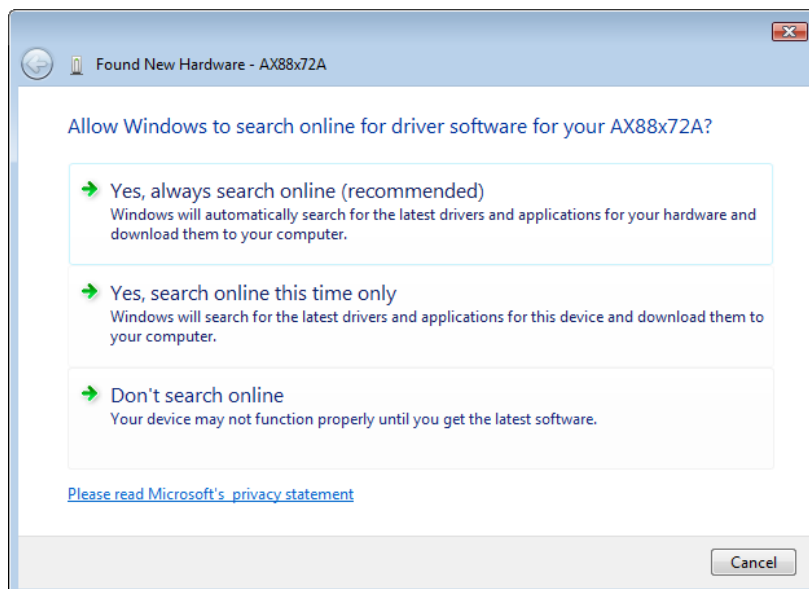 Found New Hardware - AX88x72A
Allow Windows to search online for driver software for your AX88x72A?
Yes, always search online (recommended)
Windows will automatically search for the latest drivers and applications for your hardware and
download them to your computer.
Yes, search online this time only
Windows will search for the latest drivers and applications for this device and download them to
your computer.
Don't search online
Your device may not function properly until you get the latest software.
Please read Microsoft's  privacy statement
Cancel